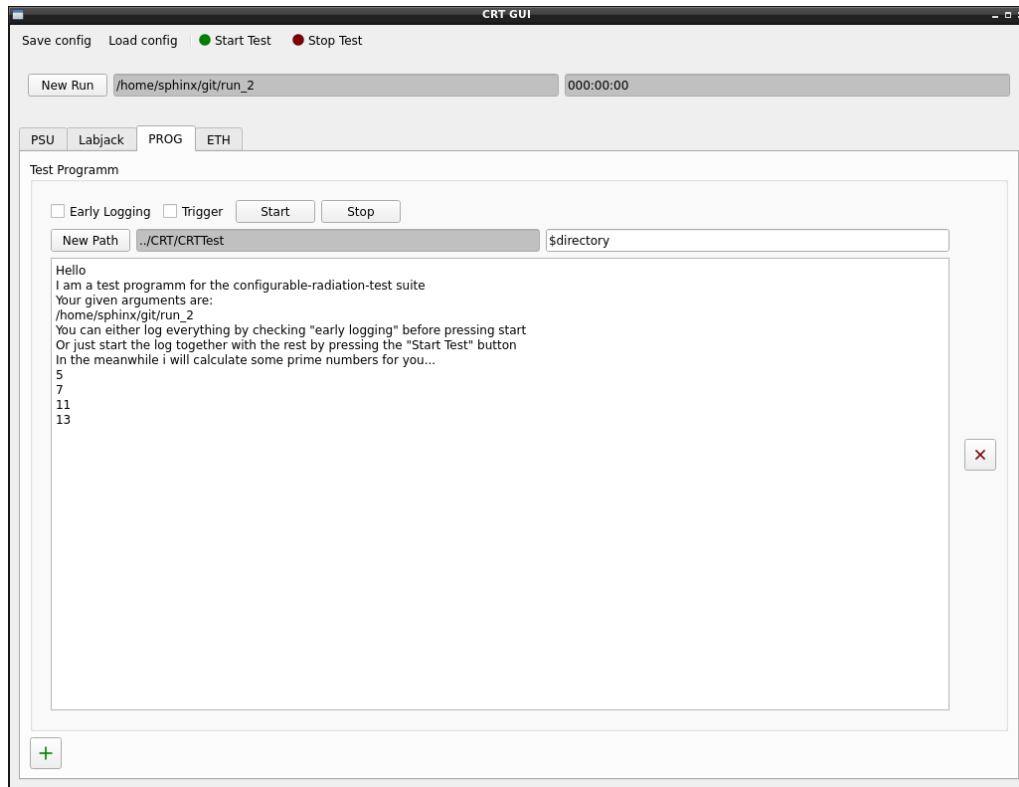 CRT GUI
Save config Load config Start Test Stop Test
New Run /home/sphinx/git/run_2 000:00:00
PSU Labjack PROG ETH
Test Programm
Early Logging Trigger Start Stop
New Path ../CRT/CRTTest $directory
Hello
I am a test programm for the configurable-radiation-test suite
Your given arguments are:
/home/sphinx/git/run_2
You can either log everything by checking "early logging" before pressing start
Or just start the log together with the rest by pressing the "Start Test" button
In the meanwhile i will calculate some prime numbers for you...
5
7
11
13